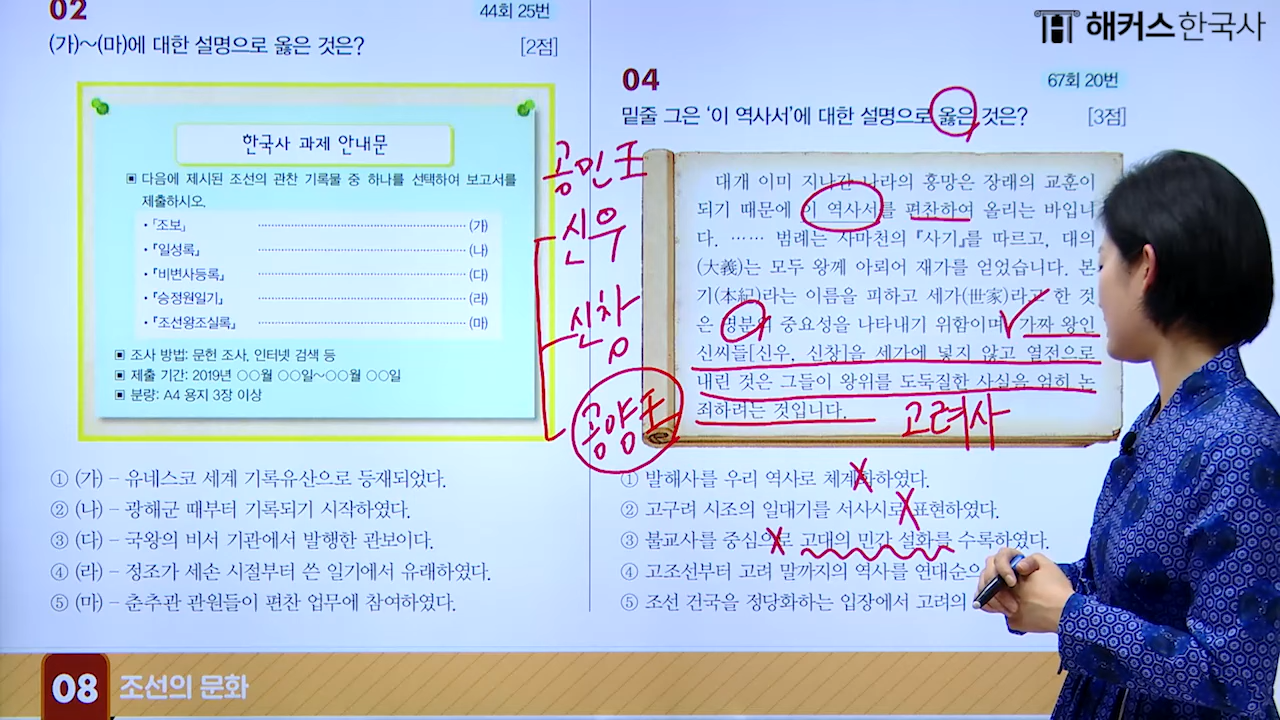 해커스한국사
02
44회 25번
(가)~(마)에 대한 설명으로 옳은 것은?
[2점]
한국사 과제 안내문
▣ 다음에 제시된 조선의 관찬 기록물 중 하나를 선택하여 보고서를
제출하시오.
• 『조보』 (가)
• 『일성록』 (나)
• 『비변사등록』 (다)
• 『승정원일기』 (라)
• 『조선왕조실록』 (마)
▣ 조사 방법: 문헌 조사, 인터넷 검색 등
▣ 제출 기간: 2019년 ○○월 ○○일~○○월 ○○일
▣ 분량: A4 용지 3장 이상
① (가) – 유네스코 세계 기록유산으로 등재되었다.
② (나) – 광해군 때부터 기록되기 시작하였다.
③ (다) – 국왕의 비서 기관에서 발행한 관보이다.
④ (라) – 정조가 세손 시절부터 쓴 일기에서 유래하였다.
⑤ (마) – 춘추관 관원들이 편찬 업무에 참여하였다.
공민王
신우
신창
공양王
04
67회 20번
밑줄 그은 '이 역사서'에 대한 설명으로 옳은 것은?
[3점]
대개 이미 지나간 나라의 흥망은 장래의 교훈이
되기 때문에 이 역사서를 편찬하여 올리는 바입니
다. …… 범례는 사마천의 『사기』를 따르고, 대의
(大義)는 모두 왕께 아뢰어 재가를 얻었습니다. 본
기(本紀)라는 이름을 피하고 세가(世家)라고 한 것
은 명분의 중요성을 나타내기 위함이며, 가짜 왕인
신씨들[신우, 신창]을 세가에 넣지 않고 열전으로
내린 것은 그들이 왕위를 도둑질한 사실을 엄히 논
죄하려는 것입니다.
고려사
① 발해사를 우리 역사로 체계화하였다.
② 고구려 시조의 일대기를 서사시로 표현하였다.
③ 불교사를 중심으로 고대의 민간 설화를 수록하였다.
④ 고조선부터 고려 말까지의 역사를 연대순
⑤ 조선 건국을 정당화하는 입장에서 고려의
08 조선의 문화